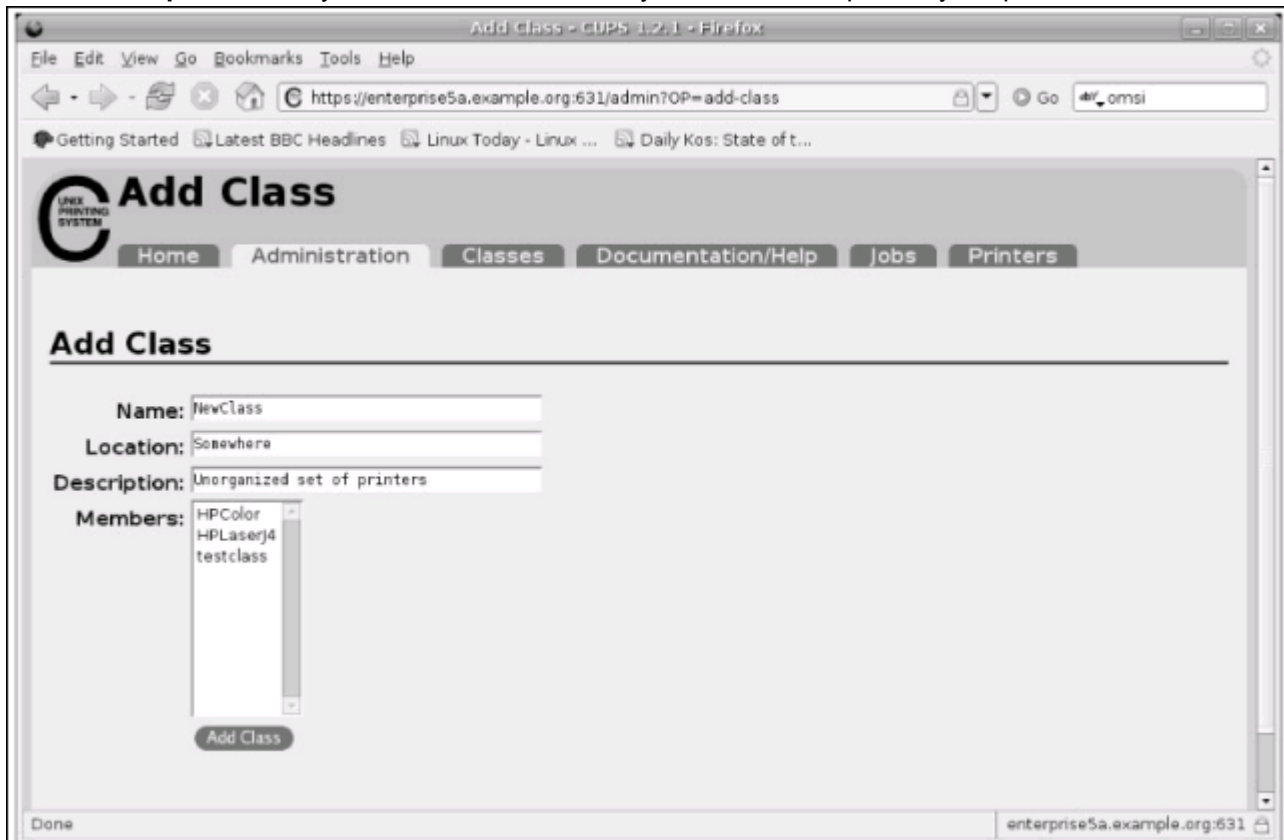 Add Class - CUPS 1.2.1 - Firefox
File Edit View Go Bookmarks Tools Help
https://enterprise5a.example.org:631/admin?OP=add-class Go omsi
Getting Started Latest BBC Headlines Linux Today - Linux ... Daily Kos: State of t...
UNIX PRINTING SYSTEM
Add Class
Home Administration Classes Documentation/Help Jobs Printers
Add Class
Name: NewClass
Location: Somewhere
Description: Unorganized set of printers
Members: HPColor
HPLaserJ4
testclass
Add Class
Done enterprise5a.example.org:631